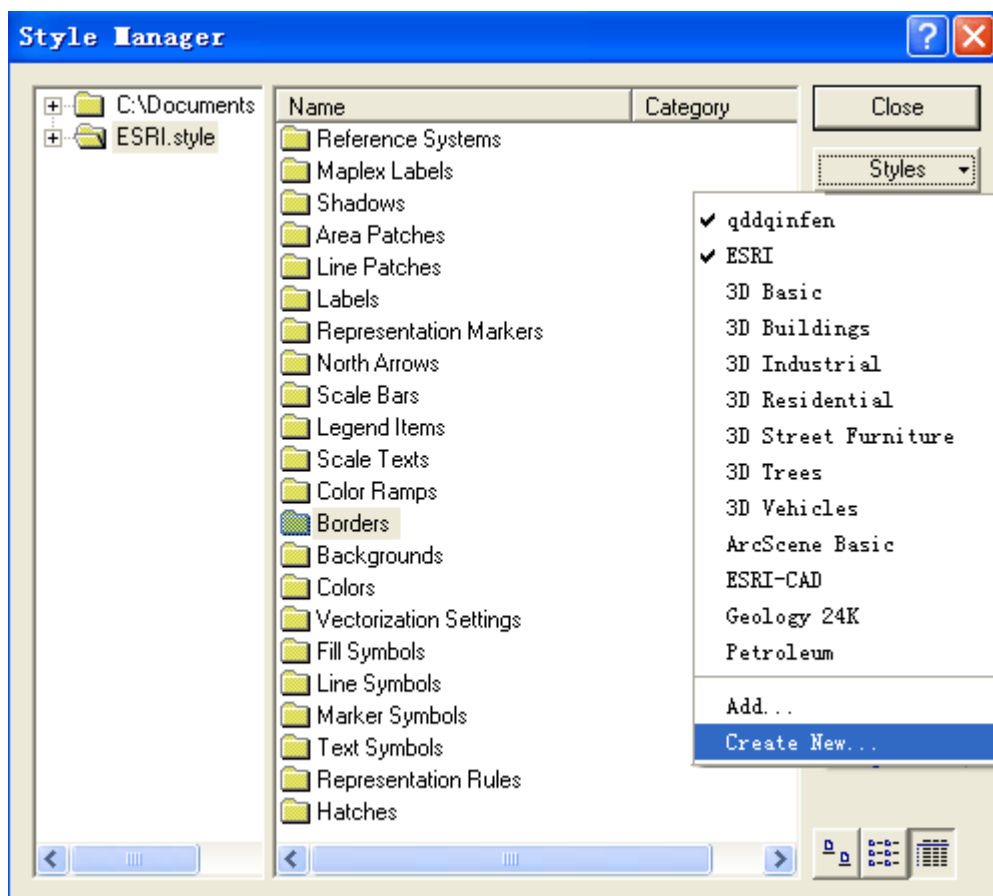 Style Manager
C:\Documents
ESRI.style
Name Category
Reference Systems
Maplex Labels
Shadows
Area Patches
Line Patches
Labels
Representation Markers
North Arrows
Scale Bars
Legend Items
Scale Texts
Color Ramps
Borders
Backgrounds
Colors
Vectorization Settings
Fill Symbols
Line Symbols
Marker Symbols
Text Symbols
Representation Rules
Hatches
Close
Styles
qddqinfen
ESRI
3D Basic
3D Buildings
3D Industrial
3D Residential
3D Street Furniture
3D Trees
3D Vehicles
ArcScene Basic
ESRI-CAD
Geology 24K
Petroleum
Add...
Create New...